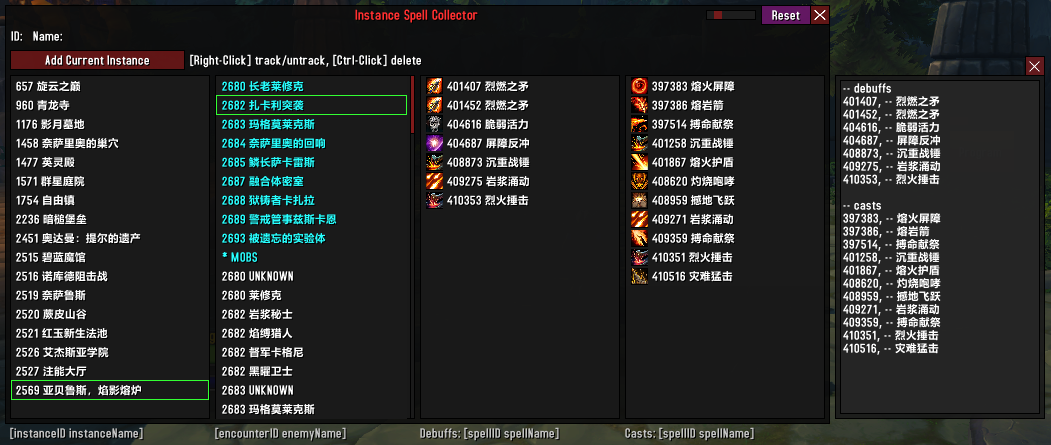 Instance Spell Collector
Reset
ID: Name:
Add Current Instance
[Right-Click] track/untrack, [Ctrl-Click] delete
657 旋云之巅
960 青龙寺
1176 影月墓地
1458 奈萨里奥的巢穴
1477 英灵殿
1571 群星庭院
1754 自由镇
2236 暗槌堡垒
2451 奥达曼：提尔的遗产
2515 碧蓝魔馆
2516 诺库德阻击战
2519 奈萨鲁斯
2520 蕨皮山谷
2521 红玉新生法池
2526 艾杰斯亚学院
2527 注能大厅
2569 亚贝鲁斯，焰影熔炉
2680 长老莱修克
2682 扎卡利突袭
2683 玛格莫莱克斯
2684 奈萨里奥的回响
2685 鳞长萨卡雷斯
2687 融合体密室
2688 狱铸者卡扎拉
2689 警戒管事兹斯卡恩
2693 被遗忘的实验体
* MOBS
2680 UNKNOWN
2680 莱修克
2682 岩浆秘士
2682 焰缚猎人
2682 督军卡格尼
2682 黑曜卫士
2683 UNKNOWN
2683 玛格莫莱克斯
401407 烈燃之矛
401452 烈燃之矛
404616 脆弱活力
404687 屏障反冲
408873 沉重战锤
409275 岩浆涌动
410353 烈火捶击
397383 熔火屏障
397386 熔岩箭
397514 搏命献祭
401258 沉重战锤
401867 熔火护盾
408620 灼烧咆哮
408959 撼地飞跃
409271 岩浆涌动
409359 搏命献祭
410351 烈火捶击
410516 灾难猛击
-- debuffs
401407, -- 烈燃之矛
401452, -- 烈燃之矛
404616, -- 脆弱活力
404687, -- 屏障反冲
408873, -- 沉重战锤
409275, -- 岩浆涌动
410353, -- 烈火捶击
-- casts
397383, -- 熔火屏障
397386, -- 熔岩箭
397514, -- 搏命献祭
401258, -- 沉重战锤
401867, -- 熔火护盾
408620, -- 灼烧咆哮
408959, -- 撼地飞跃
409271, -- 岩浆涌动
409359, -- 搏命献祭
410351, -- 烈火捶击
410516, -- 灾难猛击
[instanceID instanceName]
[encounterID enemyName]
Debuffs: [spellID spellName]
Casts: [spellID spellName]